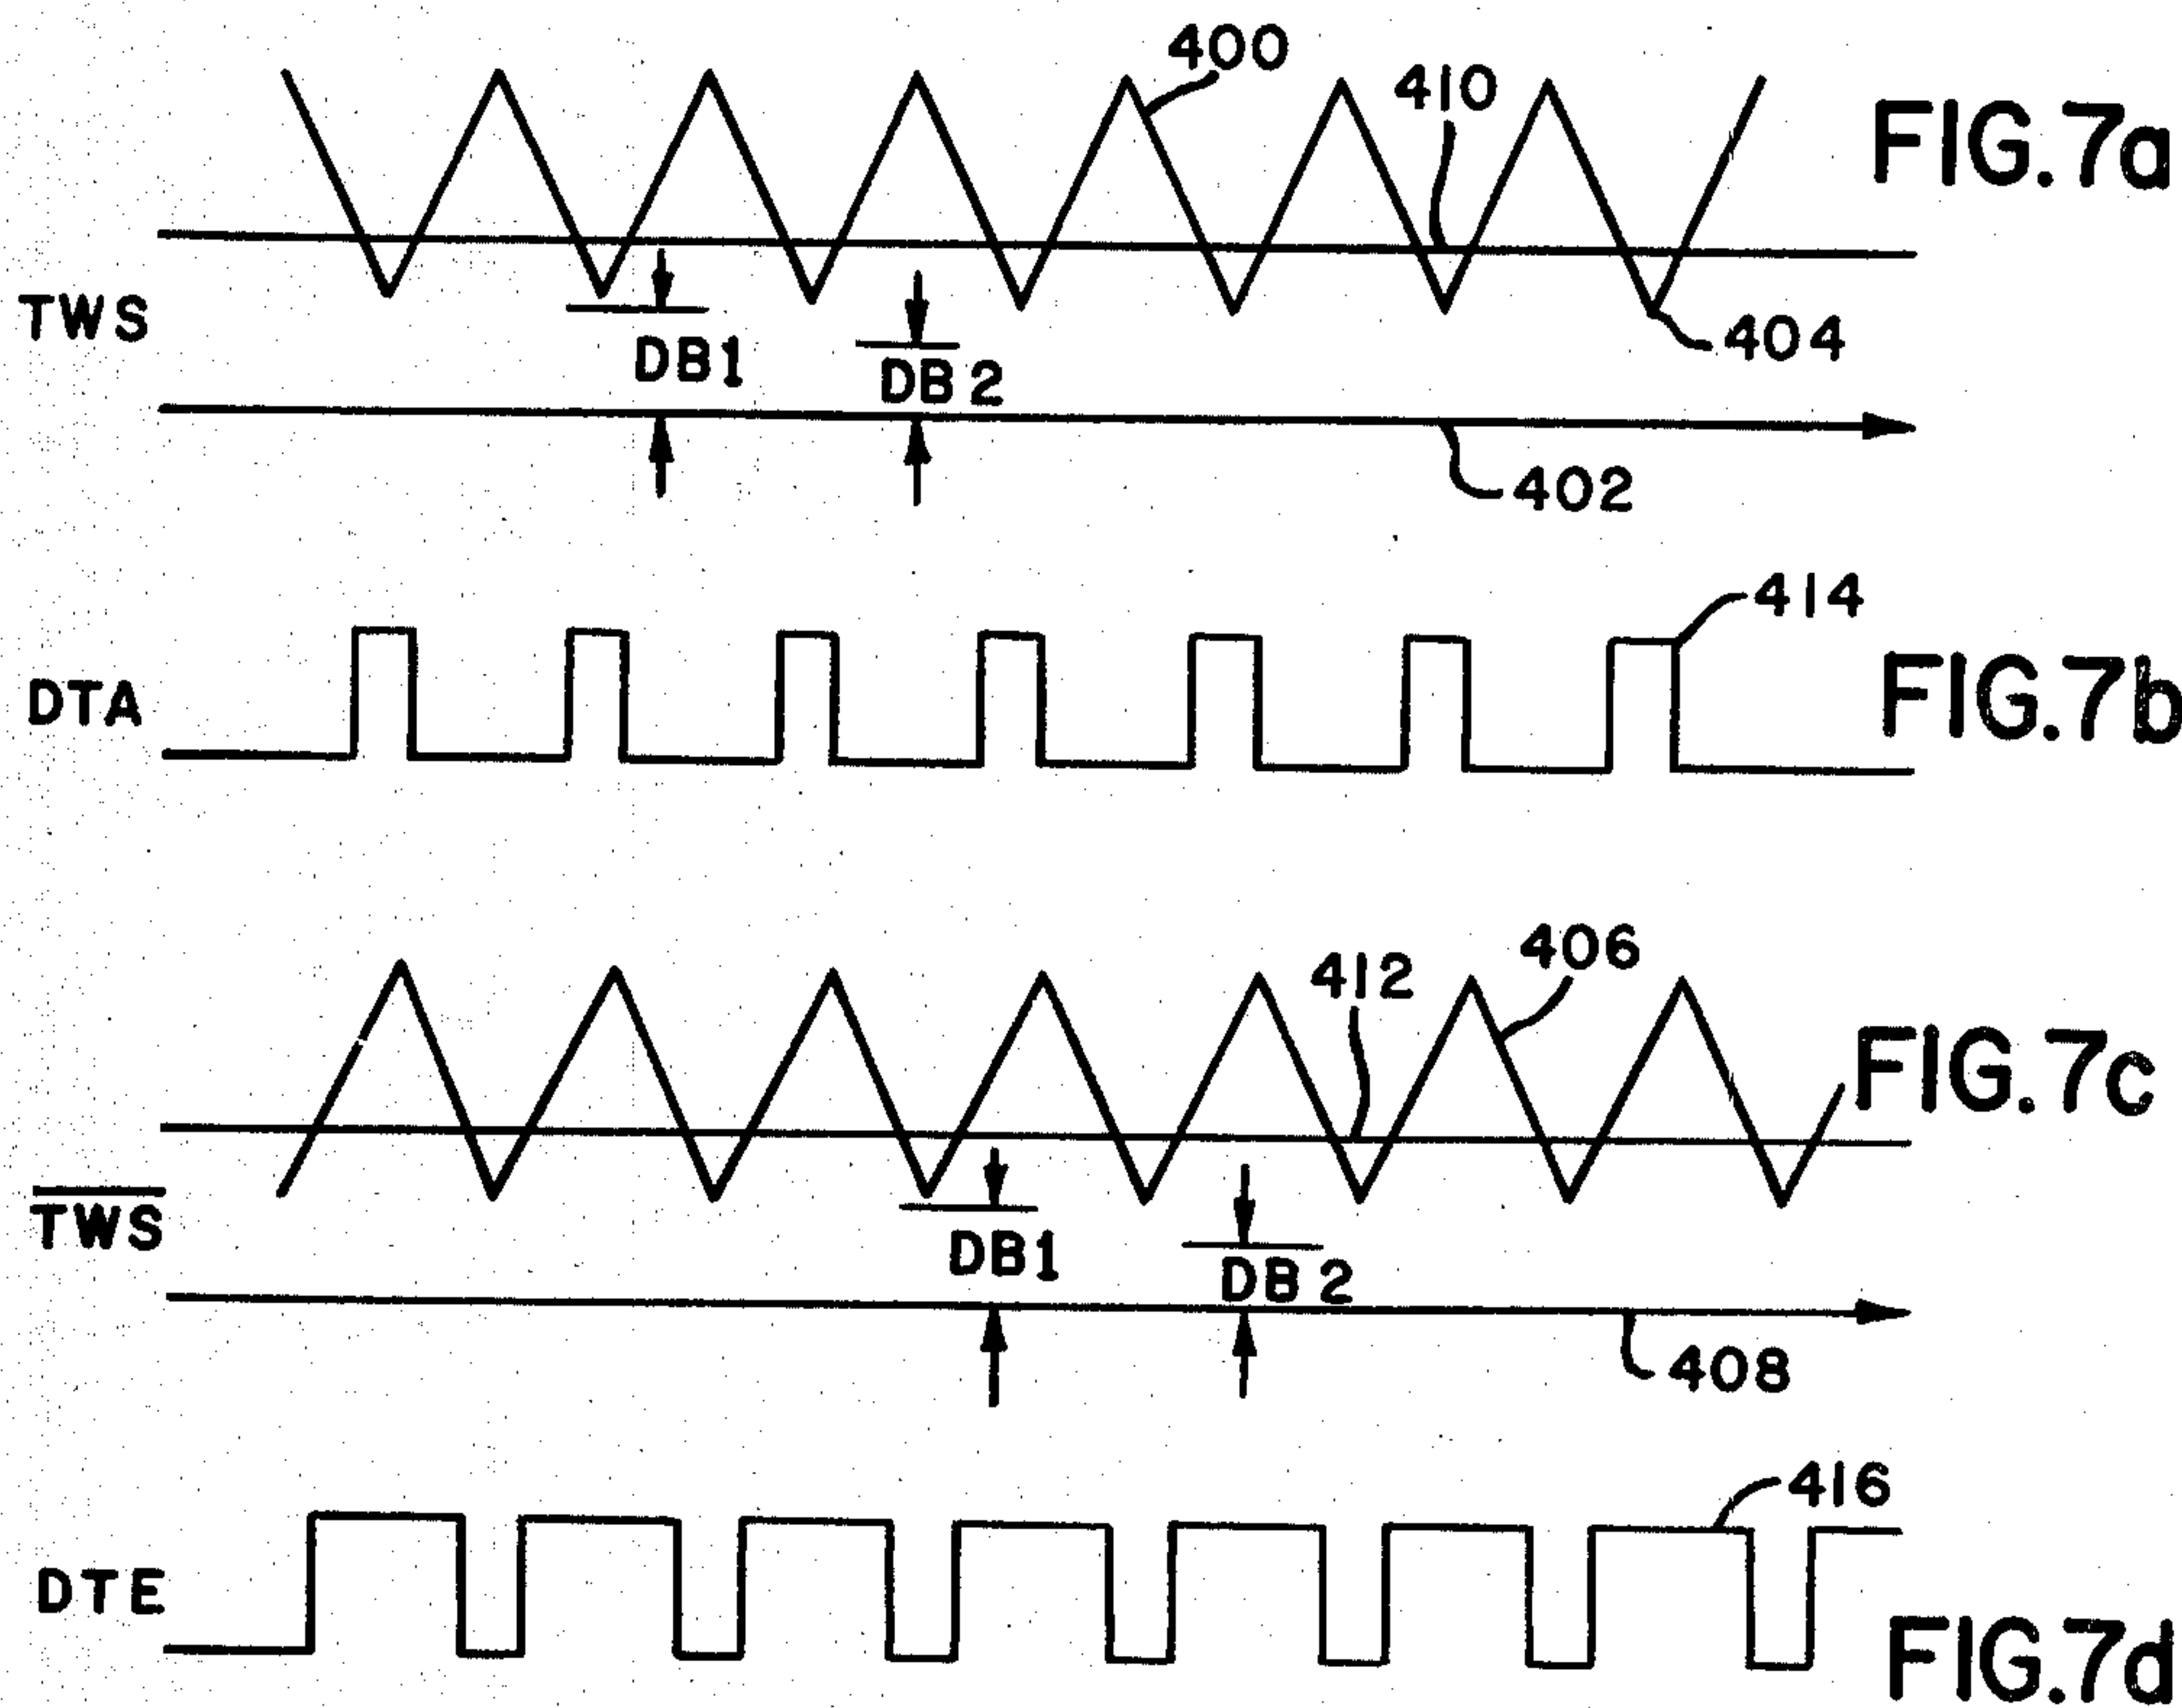 400
410
FIG.7a
TWS
DB1
DB2
404
402
414
DTA
FIG.7b
406
412
FIG.7c
TWS
DB1
DB2
408
416
DTE
FIG.7d